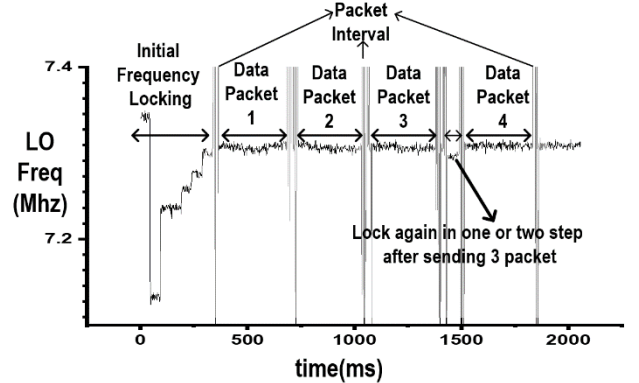 Packet
Interval
Initial
Frequency
Locking
Data
Packet
1
Data
Packet
2
Data
Packet
3
Data
Packet
4
7.4
LO
Freq
(Mhz)
7.2
Lock again in one or two step
after sending 3 packet
0
500
1000
1500
2000
time(ms)